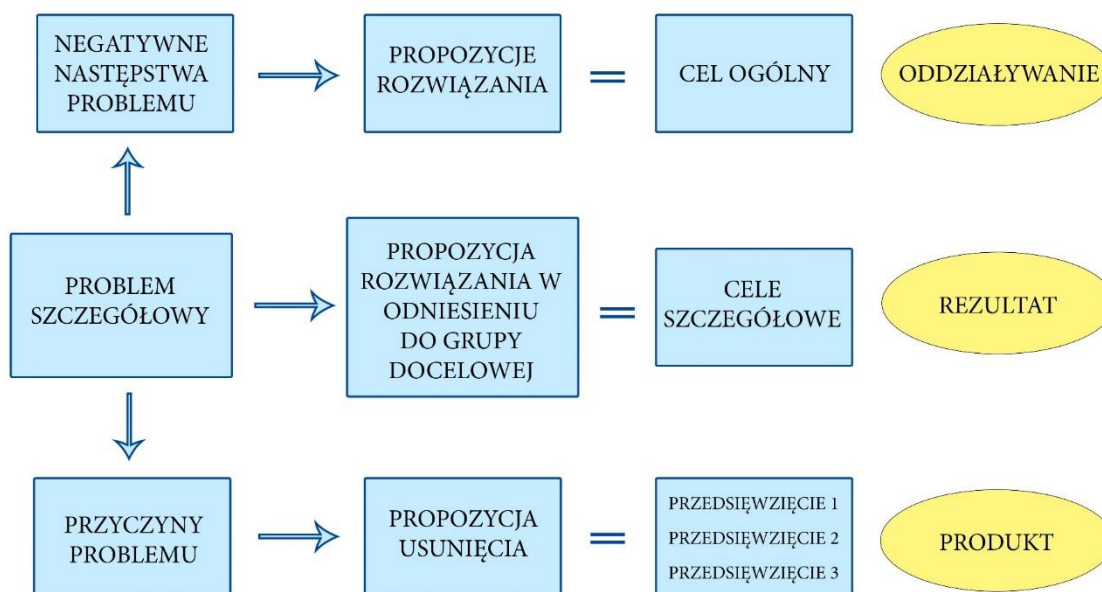 NEGATYWNE
NASTĘPSTWA
PROBLEMU
PROPOZYCJE
ROZWIĄZANIA
CEL OGÓLNY
ODDZIAŁYWANIE
PROBLEM
SZCZEGÓŁOWY
PROPOZYCJA
ROZWIĄZANIA W
ODNIESIENIU
DO GRUPY
DOCELOWEJ
CELE
SZCZEGÓŁOWE
REZULTAT
PRZYCZYNY
PROBLEMU
PROPOZYCJA
USUNIĘCIA
PRZEDSIĘWZIĘCIE 1
PRZEDSIĘWZIĘCIE 2
PRZEDSIĘWZIĘCIE 3
PRODUKT